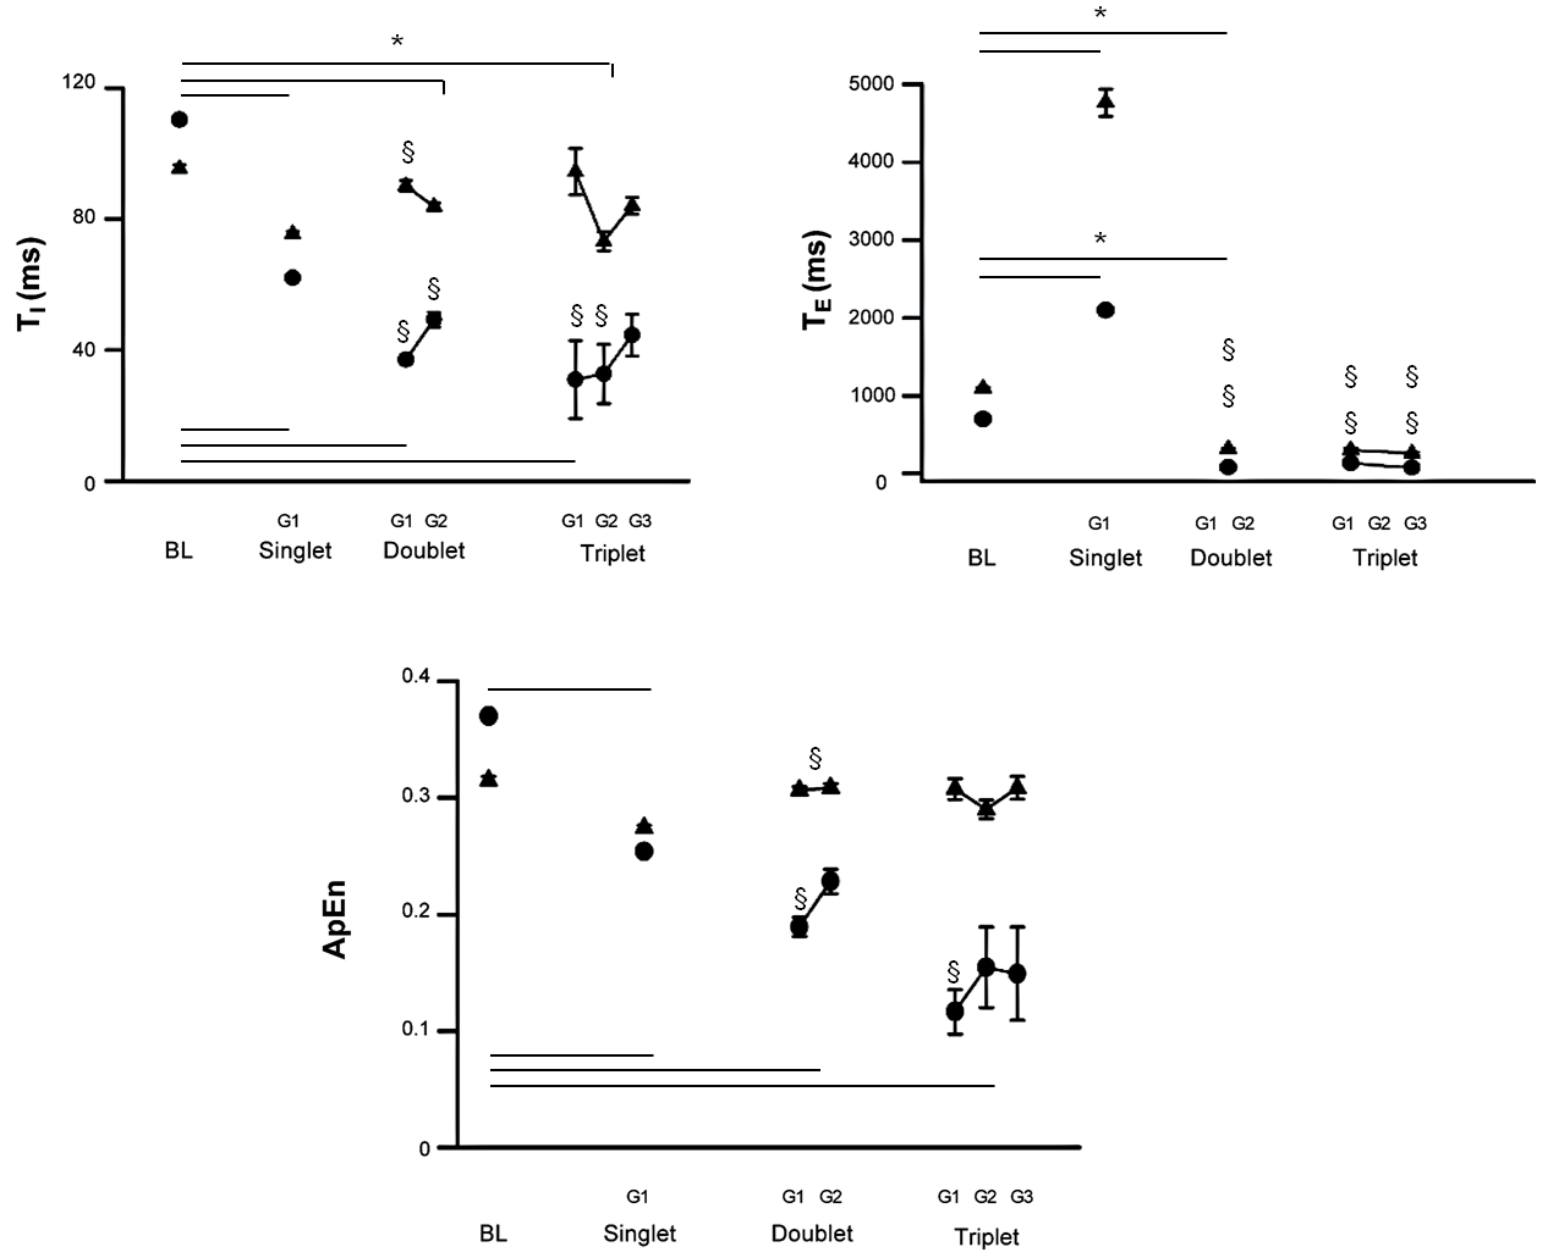 *
120
80
40
0
T_I (ms)
§
§
§
§ §
G1 G1 G2 G1 G2 G3
BL Singlet Doublet Triplet
*
5000
4000
3000
2000
1000
0
T_E (ms)
*
§ § §
§ § §
G1 G1 G2 G1 G2 G3
BL Singlet Doublet Triplet
0.4
0.3
0.2
0.1
0
ApEn
§
§
§
G1 G1 G2 G1 G2 G3
BL Singlet Doublet Triplet